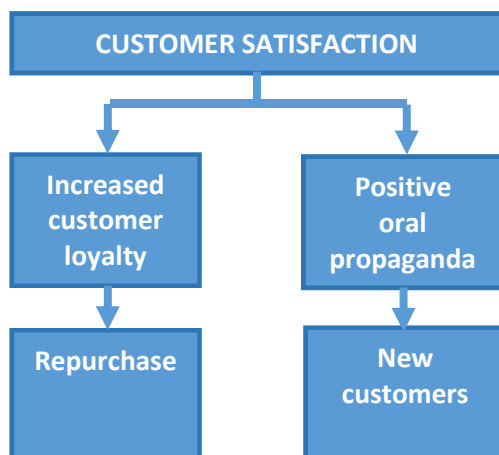 CUSTOMER SATISFACTION
Increased
customer
loyalty
Positive
oral
propaganda
Repurchase
New
customers